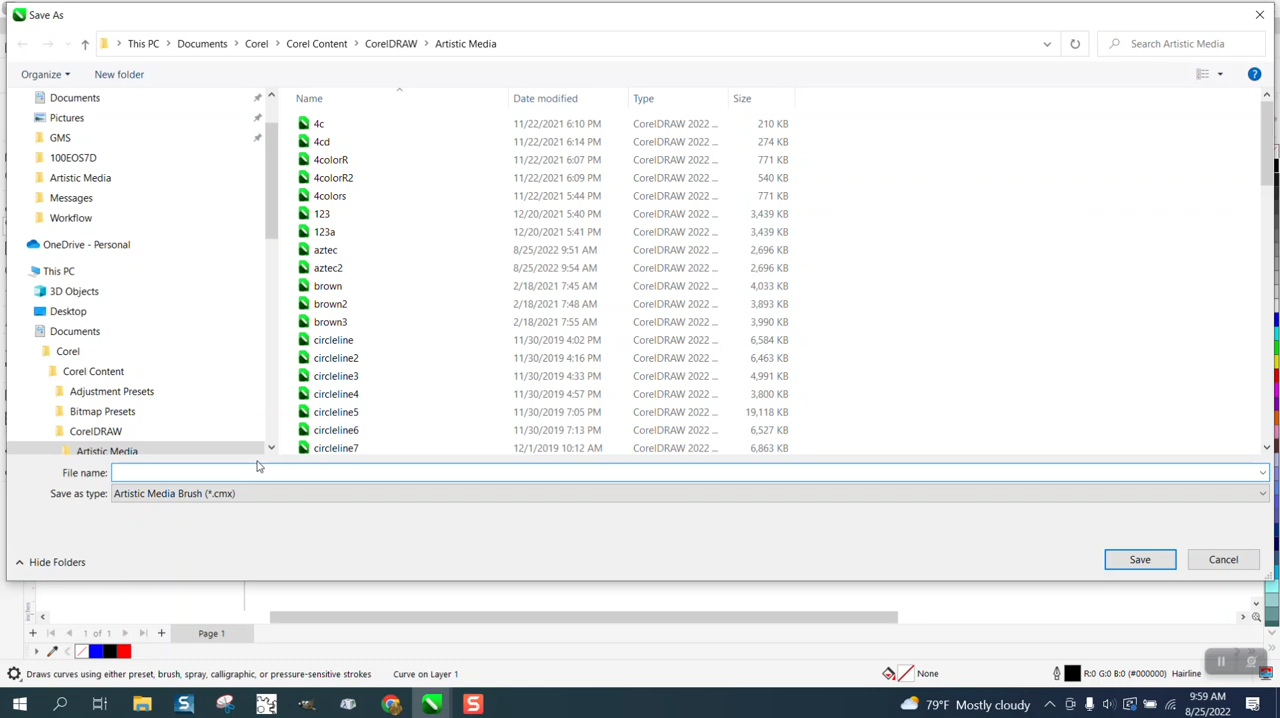 Save As
This PC Documents Corel Corel Content CorelDRAW Artistic Media
Search Artistic Media
Organize New folder
Documents
Pictures
GMS
100EOS7D
Artistic Media
Messages
Workflow
OneDrive - Personal
This PC
3D Objects
Desktop
Documents
Corel
Corel Content
Adjustment Presets
Bitmap Presets
CorelDRAW
Artistic Media
Name Date modified Type Size
4c 11/22/2021 6:10 PM CorelDRAW 2022 ... 210 KB
4cd 11/22/2021 6:14 PM CorelDRAW 2022 ... 274 KB
4colorR 11/22/2021 6:07 PM CorelDRAW 2022 ... 771 KB
4colorR2 11/22/2021 6:09 PM CorelDRAW 2022 ... 540 KB
4colors 11/22/2021 5:44 PM CorelDRAW 2022 ... 771 KB
123 12/20/2021 5:40 PM CorelDRAW 2022 ... 3,439 KB
123a 12/20/2021 5:41 PM CorelDRAW 2022 ... 3,439 KB
aztec 8/25/2022 9:51 AM CorelDRAW 2022 ... 2,696 KB
aztec2 8/25/2022 9:54 AM CorelDRAW 2022 ... 2,696 KB
brown 2/18/2021 7:45 AM CorelDRAW 2022 ... 4,033 KB
brown2 2/18/2021 7:48 AM CorelDRAW 2022 ... 3,893 KB
brown3 2/18/2021 7:55 AM CorelDRAW 2022 ... 3,990 KB
circleline 11/30/2019 4:02 PM CorelDRAW 2022 ... 6,584 KB
circleline2 11/30/2019 4:16 PM CorelDRAW 2022 ... 6,463 KB
circleline3 11/30/2019 4:33 PM CorelDRAW 2022 ... 4,991 KB
circleline4 11/30/2019 4:57 PM CorelDRAW 2022 ... 3,800 KB
circleline5 11/30/2019 7:05 PM CorelDRAW 2022 ... 19,118 KB
circleline6 11/30/2019 7:13 PM CorelDRAW 2022 ... 6,527 KB
circleline7 12/1/2019 10:12 AM CorelDRAW 2022 ... 6,863 KB
File name:
Save as type: Artistic Media Brush (*.cmx)
Hide Folders Save Cancel
inches
1 of 1 Page 1
Draws curves using either preset, brush, spray, calligraphic, or pressure-sensitive strokes Curve on Layer 1 None R:0 G:0 B:0 (#000000) Hairline
79°F Mostly cloudy 9:59 AM
8/25/2022